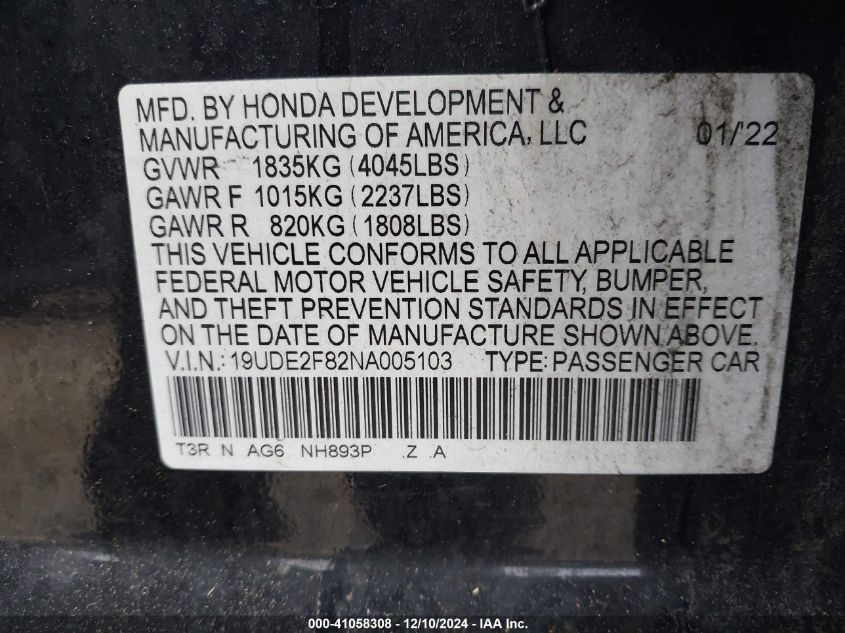 MFD. BY HONDA DEVELOPMENT &
MANUFACTURING OF AMERICA, LLC 01/'22
GVWR 1835KG (4045LBS)
GAWR F 1015KG (2237LBS)
GAWR R 820KG (1808LBS)
THIS VEHICLE CONFORMS TO ALL APPLICABLE
FEDERAL MOTOR VEHICLE SAFETY, BUMPER,
AND THEFT PREVENTION STANDARDS IN EFFECT
ON THE DATE OF MANUFACTURE SHOWN ABOVE.
V.I.N.: 19UDE2F82NA005103 TYPE: PASSENGER CAR
T3R N AG6 NH893P Z A
000-41058308 - 12/10/2024 - IAA Inc.